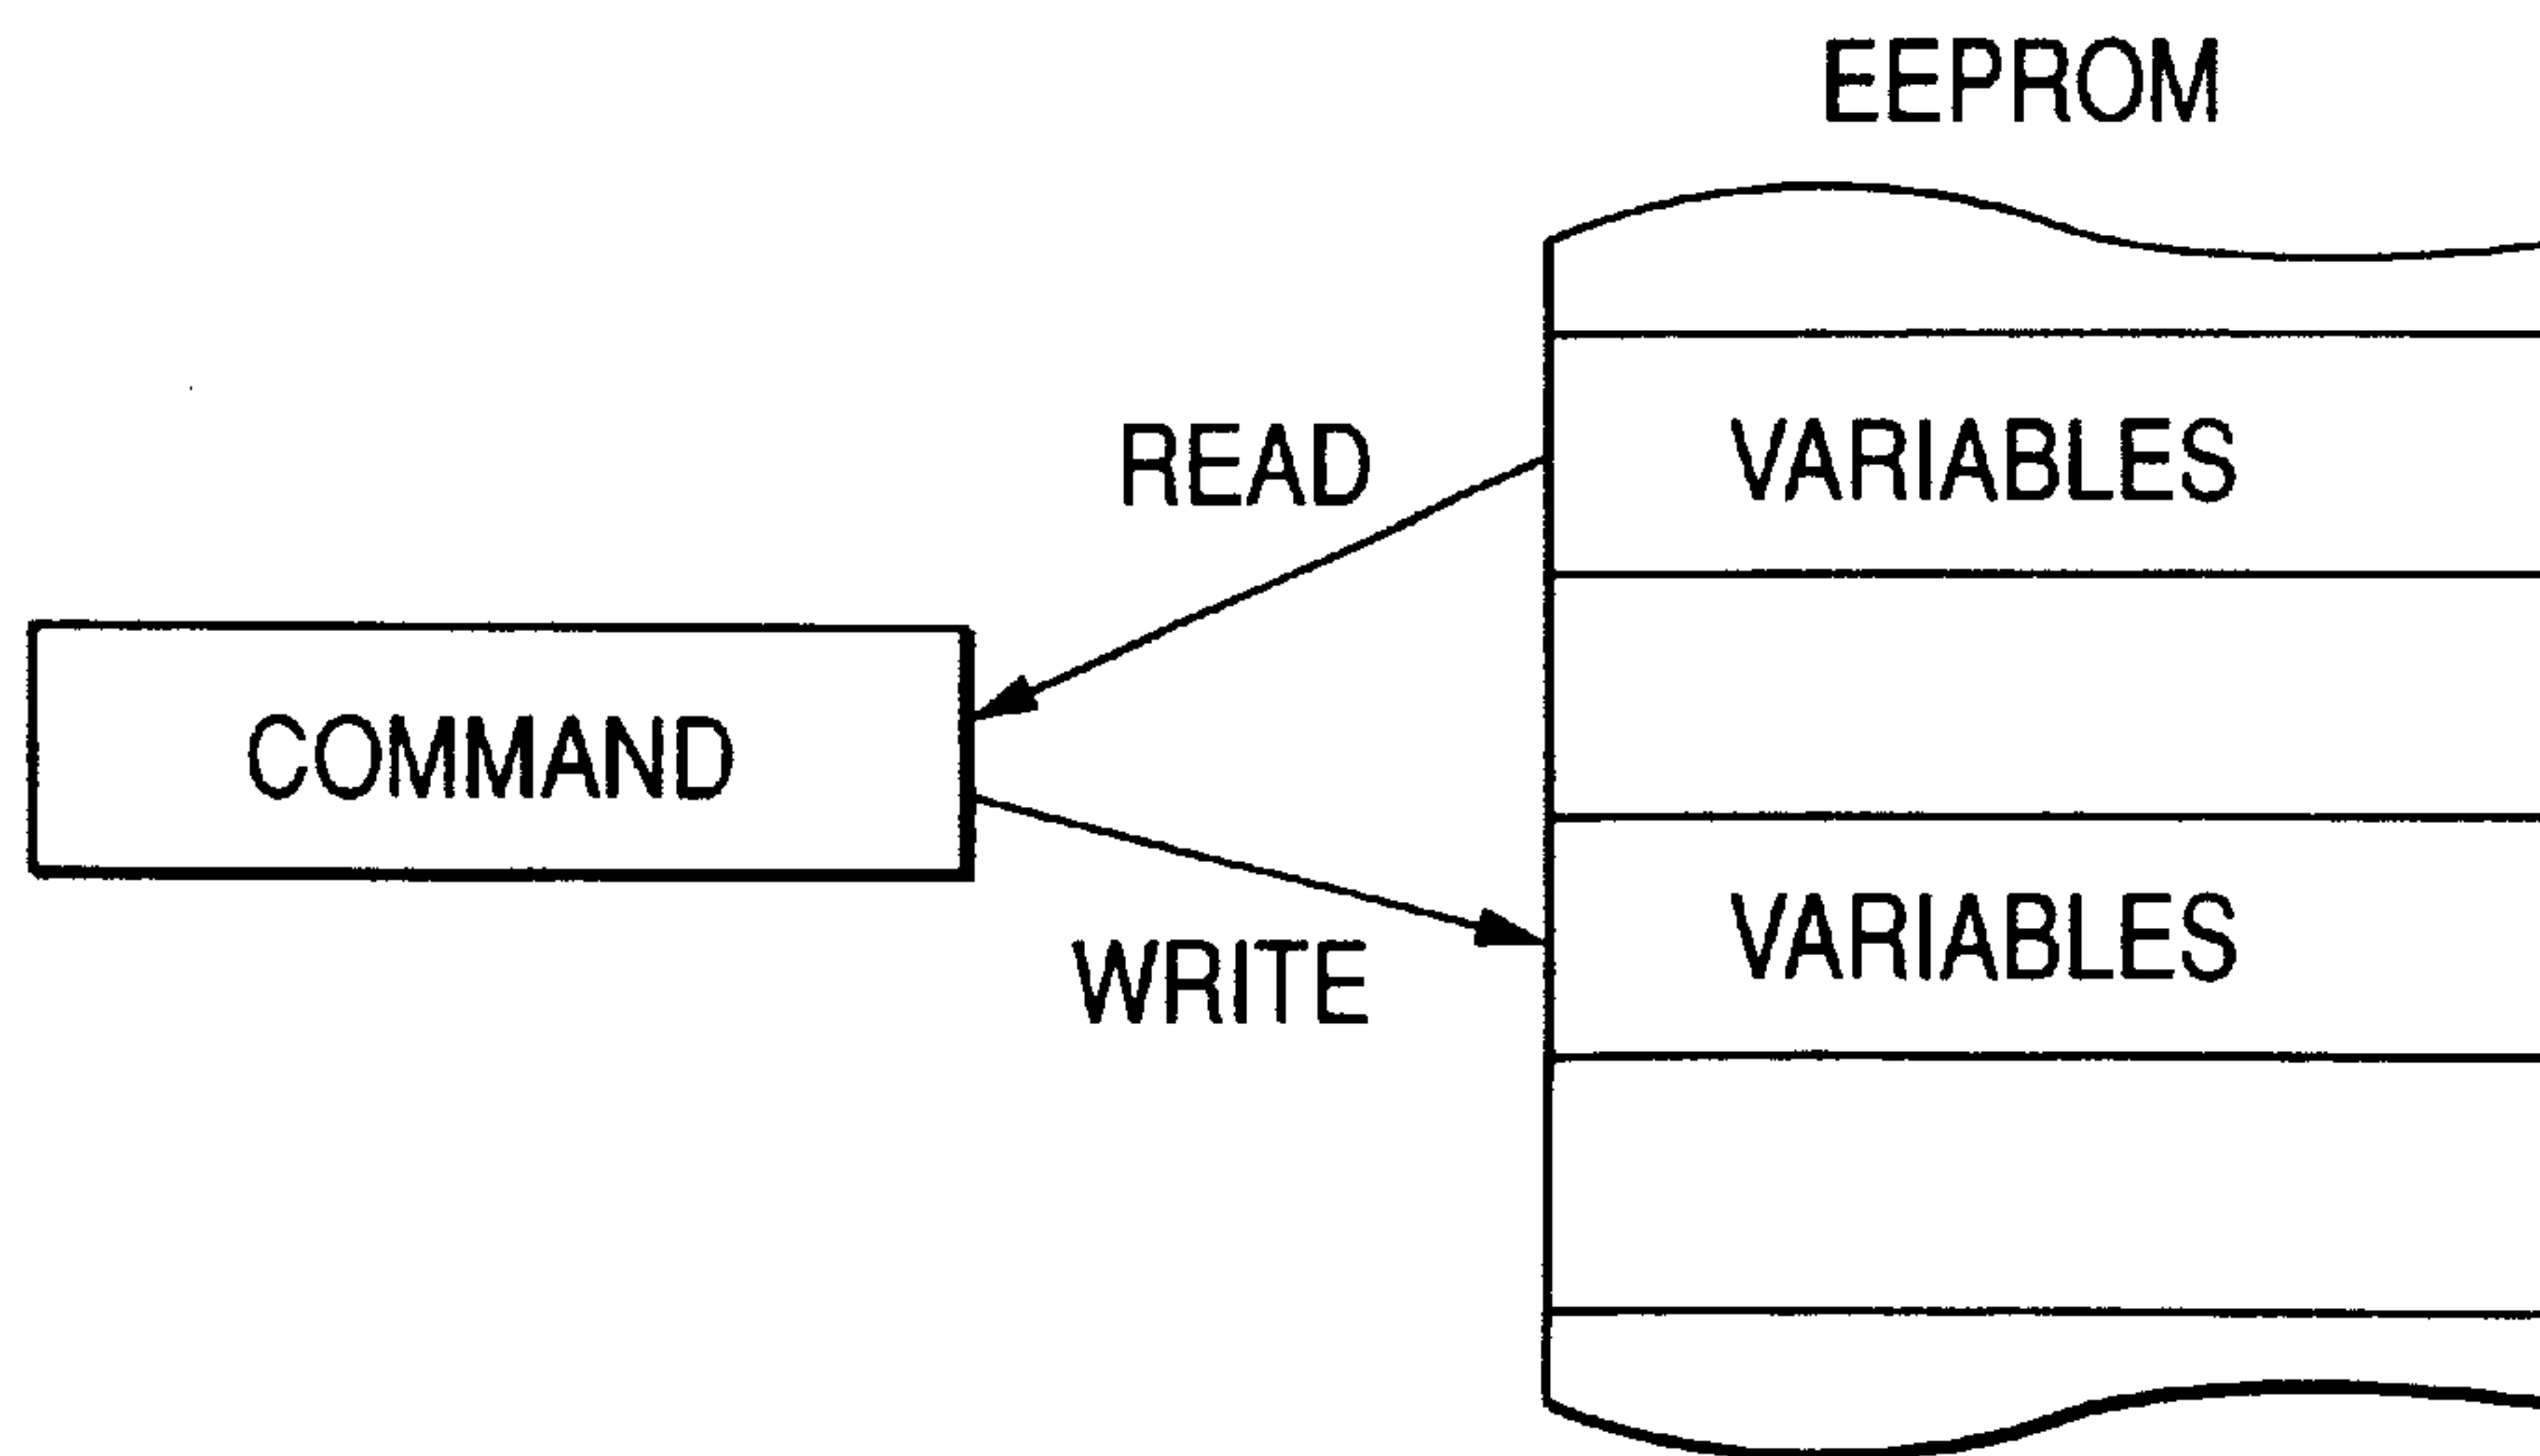 EEPROM
READ
VARIABLES
COMMAND
VARIABLES
WRITE